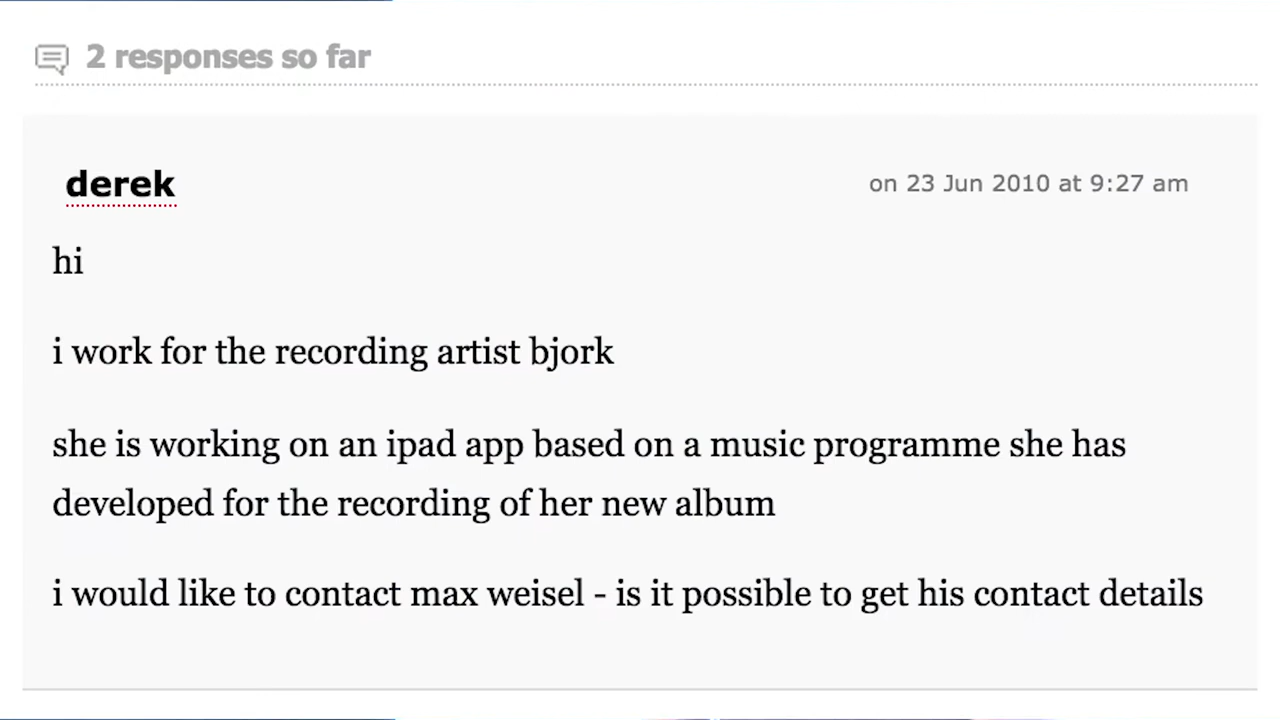 2 responses so far
derek
on 23 Jun 2010 at 9:27 am
hi
i work for the recording artist bjork
she is working on an ipad app based on a music programme she has
developed for the recording of her new album
i would like to contact max weisel - is it possible to get his contact details